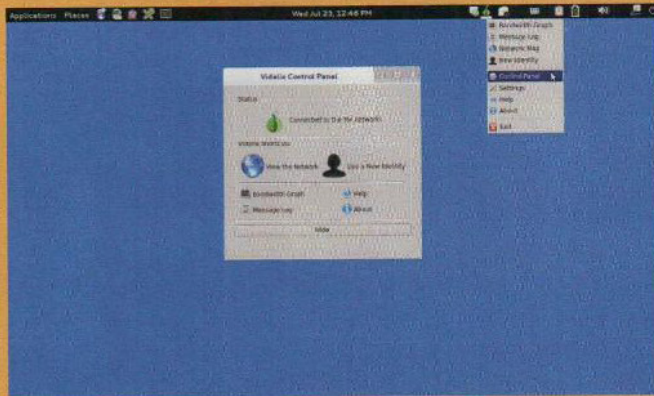 Applications Places Wed Jul 23, 12:46 PM
Bandwidth Graph
Message Log
Network Map
New Identity
Control Panel
Settings
Help
About
Exit
Vidalia Control Panel
Status
Connected to the Tor network!
Vidalia Shortcuts
View the Network Use a New Identity
Bandwidth Graph Help
Message Log About
Hide